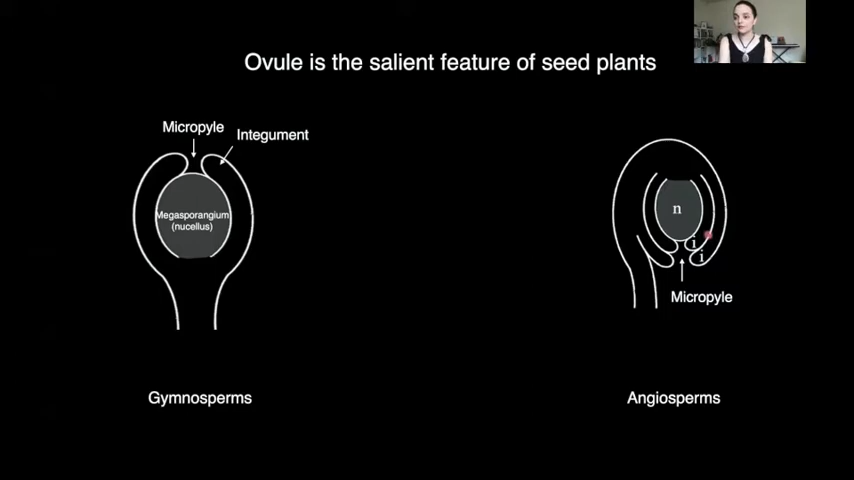 Ovule is the salient feature of seed plants
Micropyle
Integument
Megasporangium
(nucellus)
n
i
i
Micropyle
Gymnosperms
Angiosperms